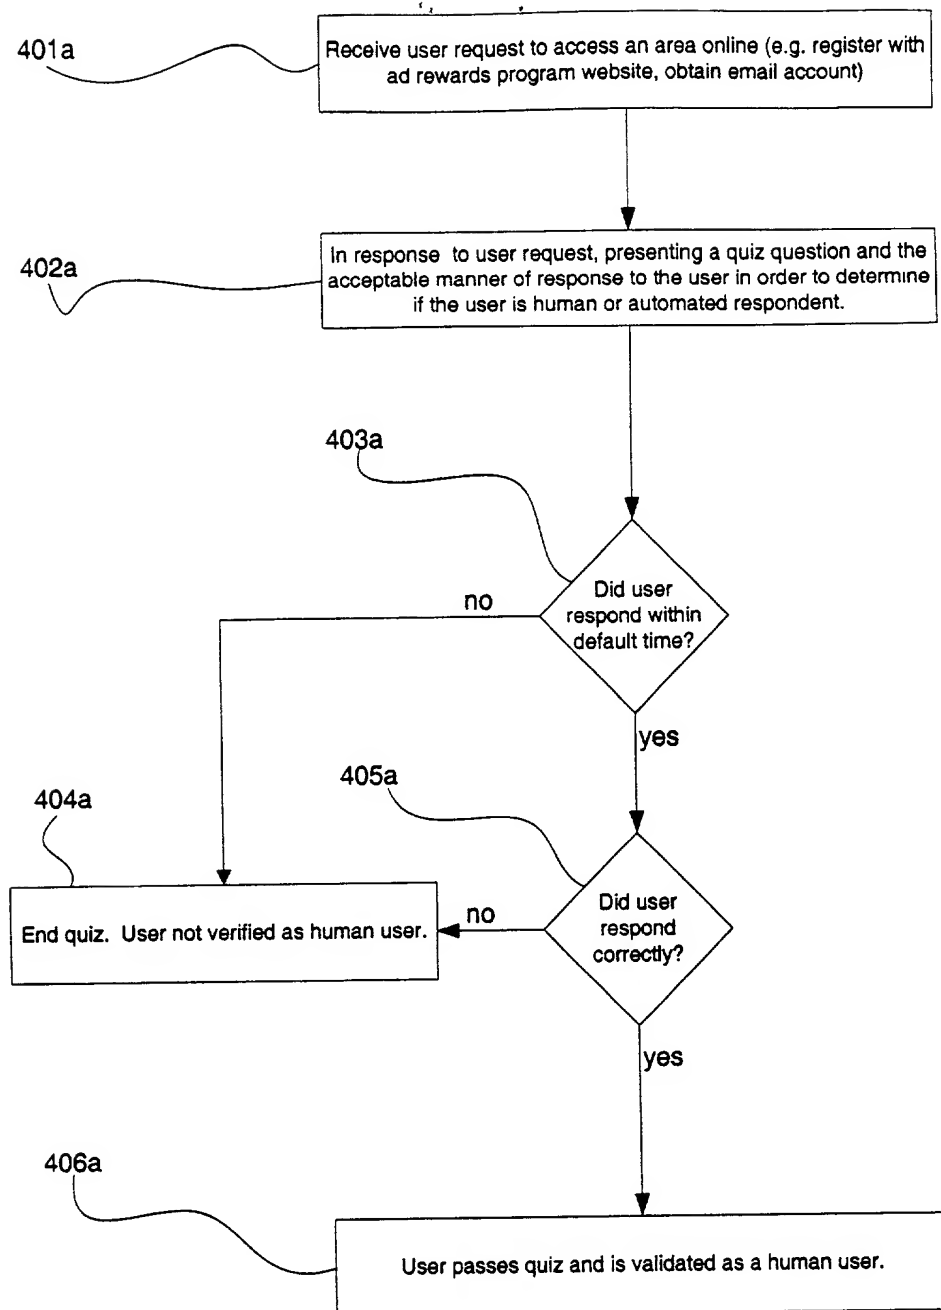 401a
Receive user request to access an area online (e.g. register with
ad rewards program website, obtain email account)
402a
In response to user request, presenting a quiz question and the
acceptable manner of response to the user in order to determine
if the user is human or automated respondent.
403a
Did user
respond within
default time?
no
yes
405a
404a
Did user
respond
correctly?
no
End quiz. User not verified as human user.
yes
406a
User passes quiz and is validated as a human user.